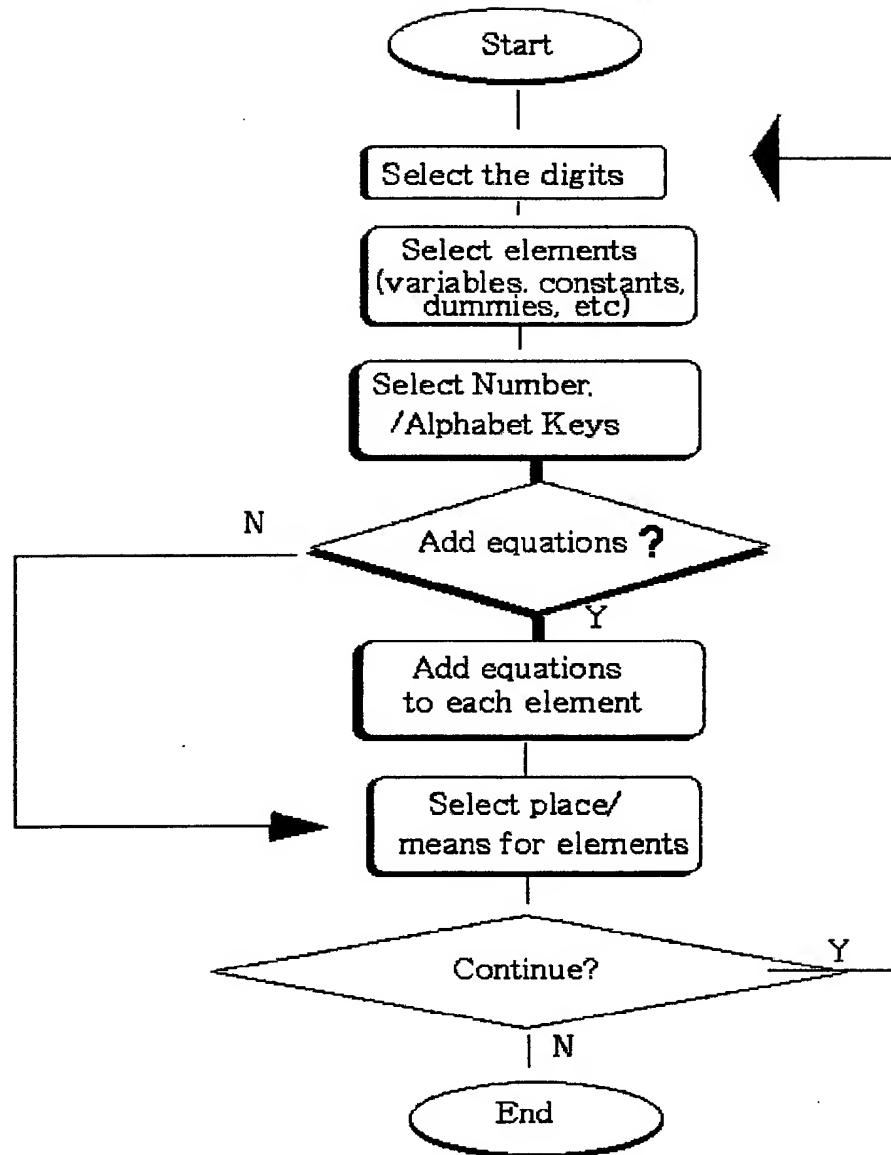 Start
Select the digits
Select elements
(variables. constants,
dummies, etc)
Select Number.
/Alphabet Keys
N
Add equations ?
Y
Add equations
to each element
Select place/
means for elements
Continue?
Y
N
End